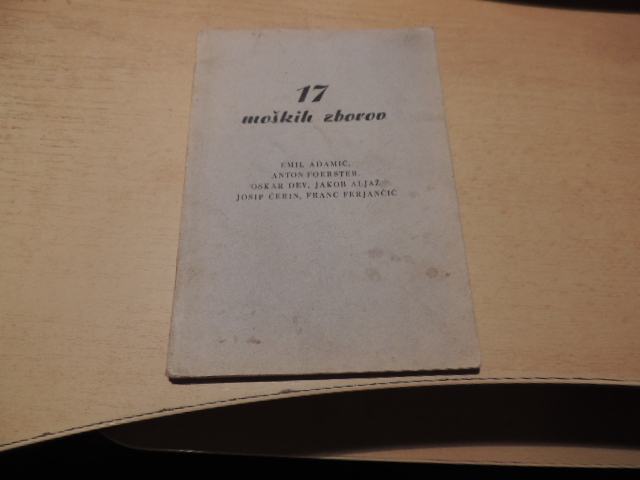 17
moških zborov
EMIL ADAMIČ,
ANTON FOERSTER,
OSKAR DEV, JAKOB ALJAŽ,
JOSIP ČERIN, FRANC FERJANČIČ